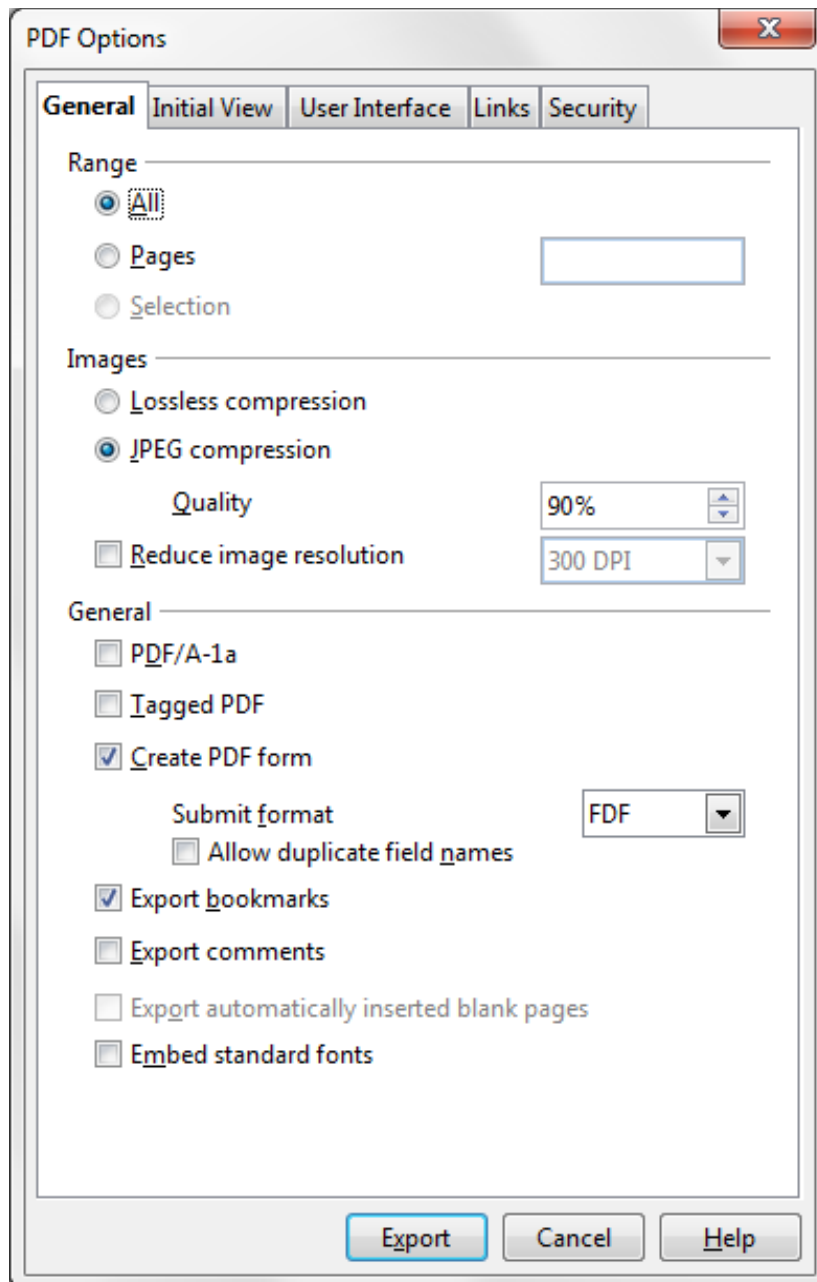 PDF Options
General Initial View User Interface Links Security
Range
All
Pages
Selection
Images
Lossless compression
JPEG compression
Quality 90%
Reduce image resolution 300 DPI
General
PDF/A-1a
Tagged PDF
Create PDF form
Submit format FDF
Allow duplicate field names
Export bookmarks
Export comments
Export automatically inserted blank pages
Embed standard fonts
Export Cancel Help